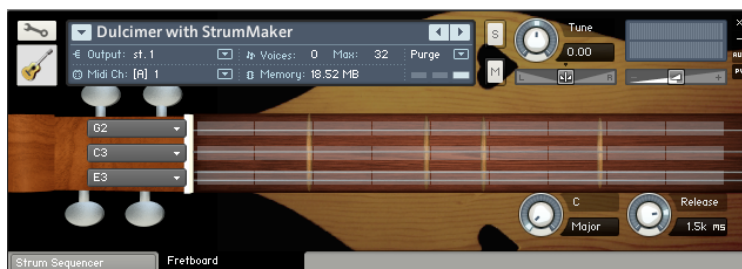 Dulcimer with StrumMaker
S
Tune
Output: st.1
Voices: 0 Max: 32 Purge
0.00
Midi Ch: [A] 1
Memory: 18.52 MB
M
L R
- +
G2
C3
E3
C
Release
Major
1.5k ms
Strum Sequencer
Fretboard